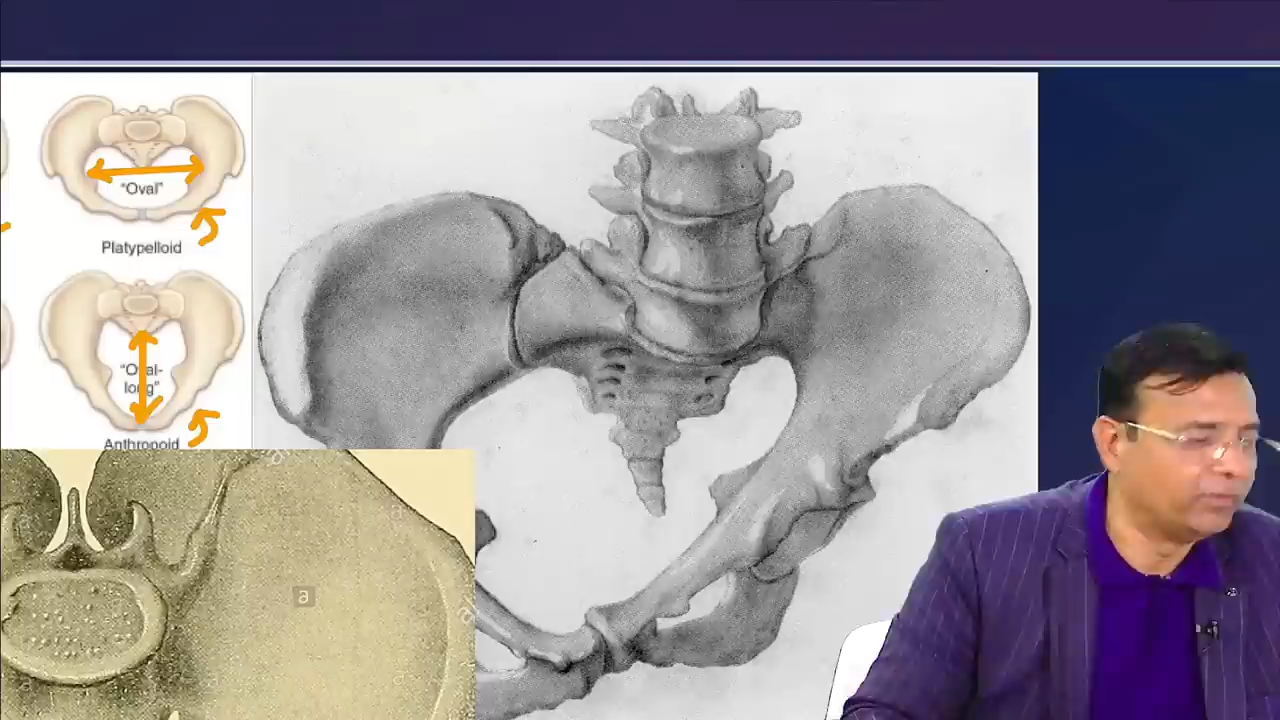 "Oval"
Platypelloid
"Oval-
long"
Anthropoid
a